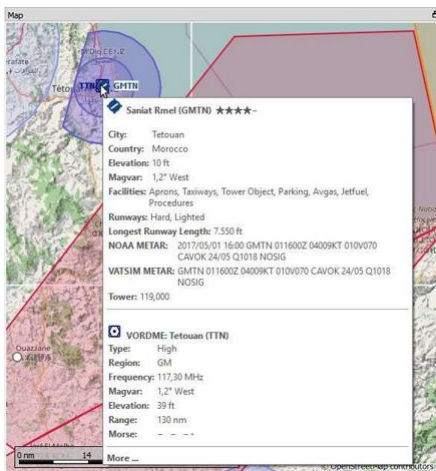 Map
Tétou
TTN
GMTN
Saniat Rmel (GMTN) ★★★★–
City: Tetouan
Country: Morocco
Elevation: 10 ft
Magvar: 1,2° West
Facilities: Aprons, Taxiways, Tower Object, Parking, Avgas, Jetfuel,
Procedures
Runways: Hard, Lighted
Longest Runway Length: 7.550 ft
NOAA METAR: 2017/05/01 16:00 GMTN 011600Z 04009KT 010V070
CAVOK 24/05 Q1018 NOSIG
VATSIM METAR: GMTN 011600Z 04009KT 010V070 CAVOK 24/05 Q1018
NOSIG
Tower: 119,000
VORDME: Tetouan (TTN)
Type: High
Region: GM
Frequency: 117,30 MHz
Magvar: 1,2° West
Elevation: 39 ft
Range: 130 nm
Morse: – – – ·
More ...
Ouazzane
0 nm 14
© OpenStreetMap contributors